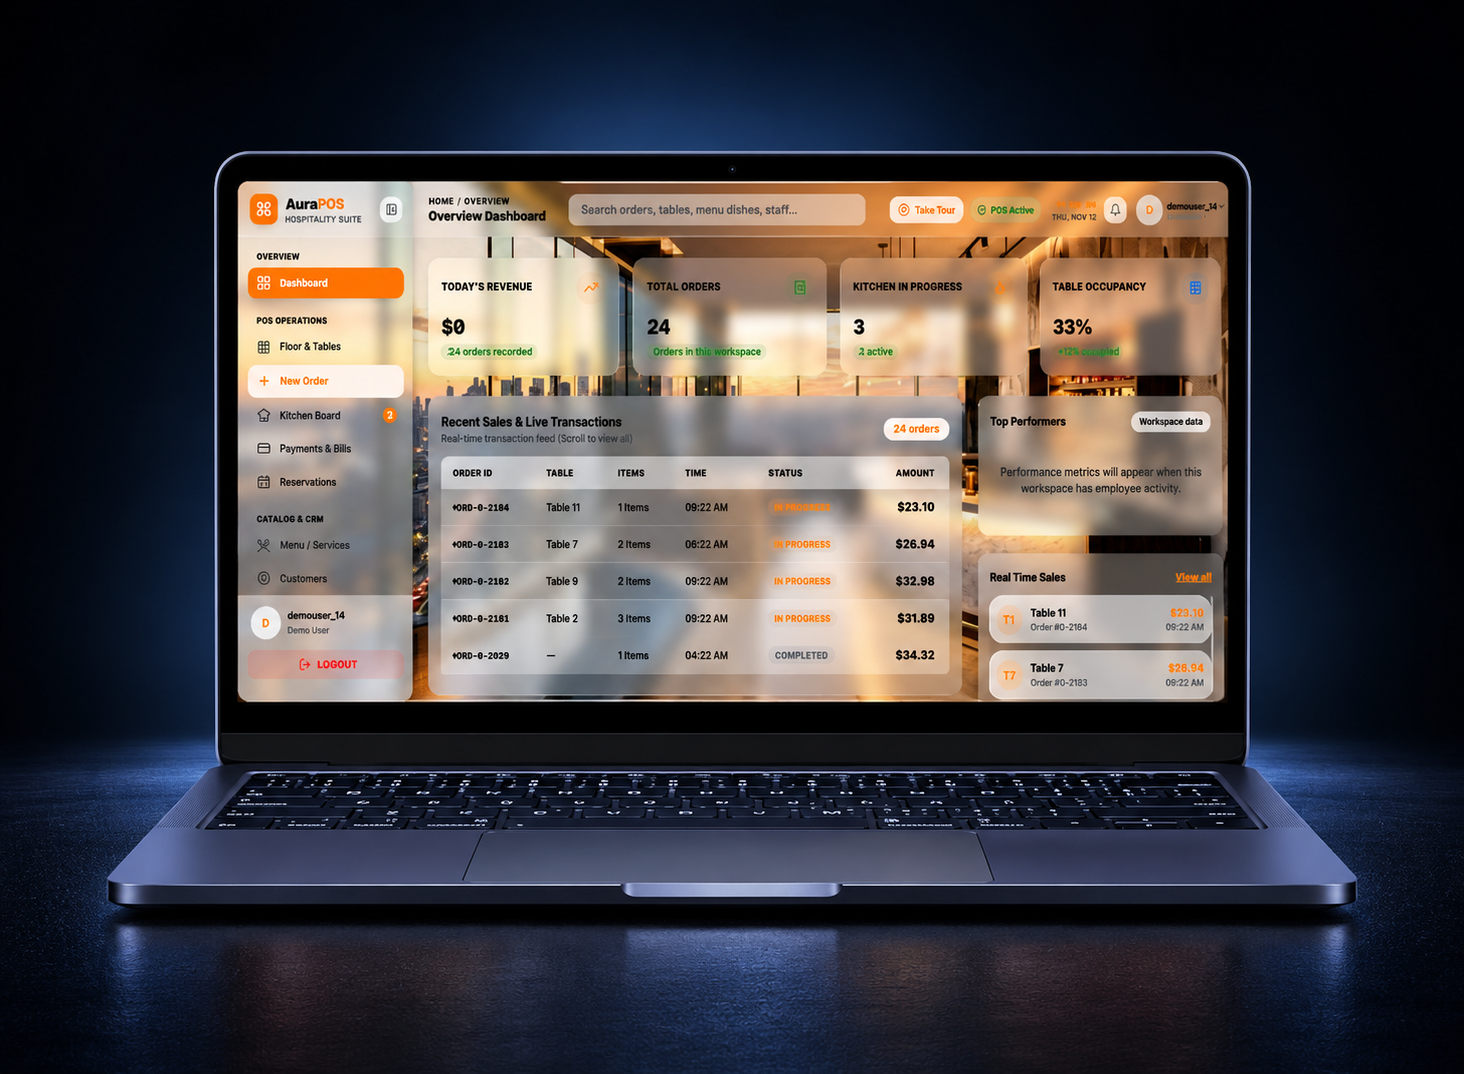 AuraPOS
HOSPITALITY SUITE
HOME / OVERVIEW
Overview Dashboard
Search orders, tables, menu dishes, staff...
Take Tour
POS Active
THU, NOV 12
D
demouser_14
OVERVIEW
Dashboard
POS OPERATIONS
Floor & Tables
New Order
Kitchen Board 2
Payments & Bills
Reservations
CATALOG & CRM
Menu / Services
Customers
D
demouser_14
Demo User
LOGOUT
TODAY'S REVENUE
$0
24 orders recorded
TOTAL ORDERS
24
Orders in this workspace
KITCHEN IN PROGRESS
3
2 active
TABLE OCCUPANCY
33%
+12% occupied
Recent Sales & Live Transactions
Real-time transaction feed (Scroll to view all)
24 orders
ORDER ID TABLE ITEMS TIME STATUS AMOUNT
#ORD-0-2184 Table 11 1 Items 09:22 AM IN PROGRESS $23.10
#ORD-0-2183 Table 7 2 Items 06:22 AM IN PROGRESS $26.94
#ORD-0-2182 Table 9 2 Items 09:22 AM IN PROGRESS $32.98
#ORD-0-2181 Table 2 3 Items 09:22 AM IN PROGRESS $31.89
#ORD-0-2029 — 1 Items 04:22 AM COMPLETED $34.32
Top Performers
Workspace data
Performance metrics will appear when this
workspace has employee activity.
Real Time Sales
View all
T1
Table 11 $23.10
Order #0-2184 09:22 AM
T7
Table 7 $26.94
Order #0-2183 09:22 AM